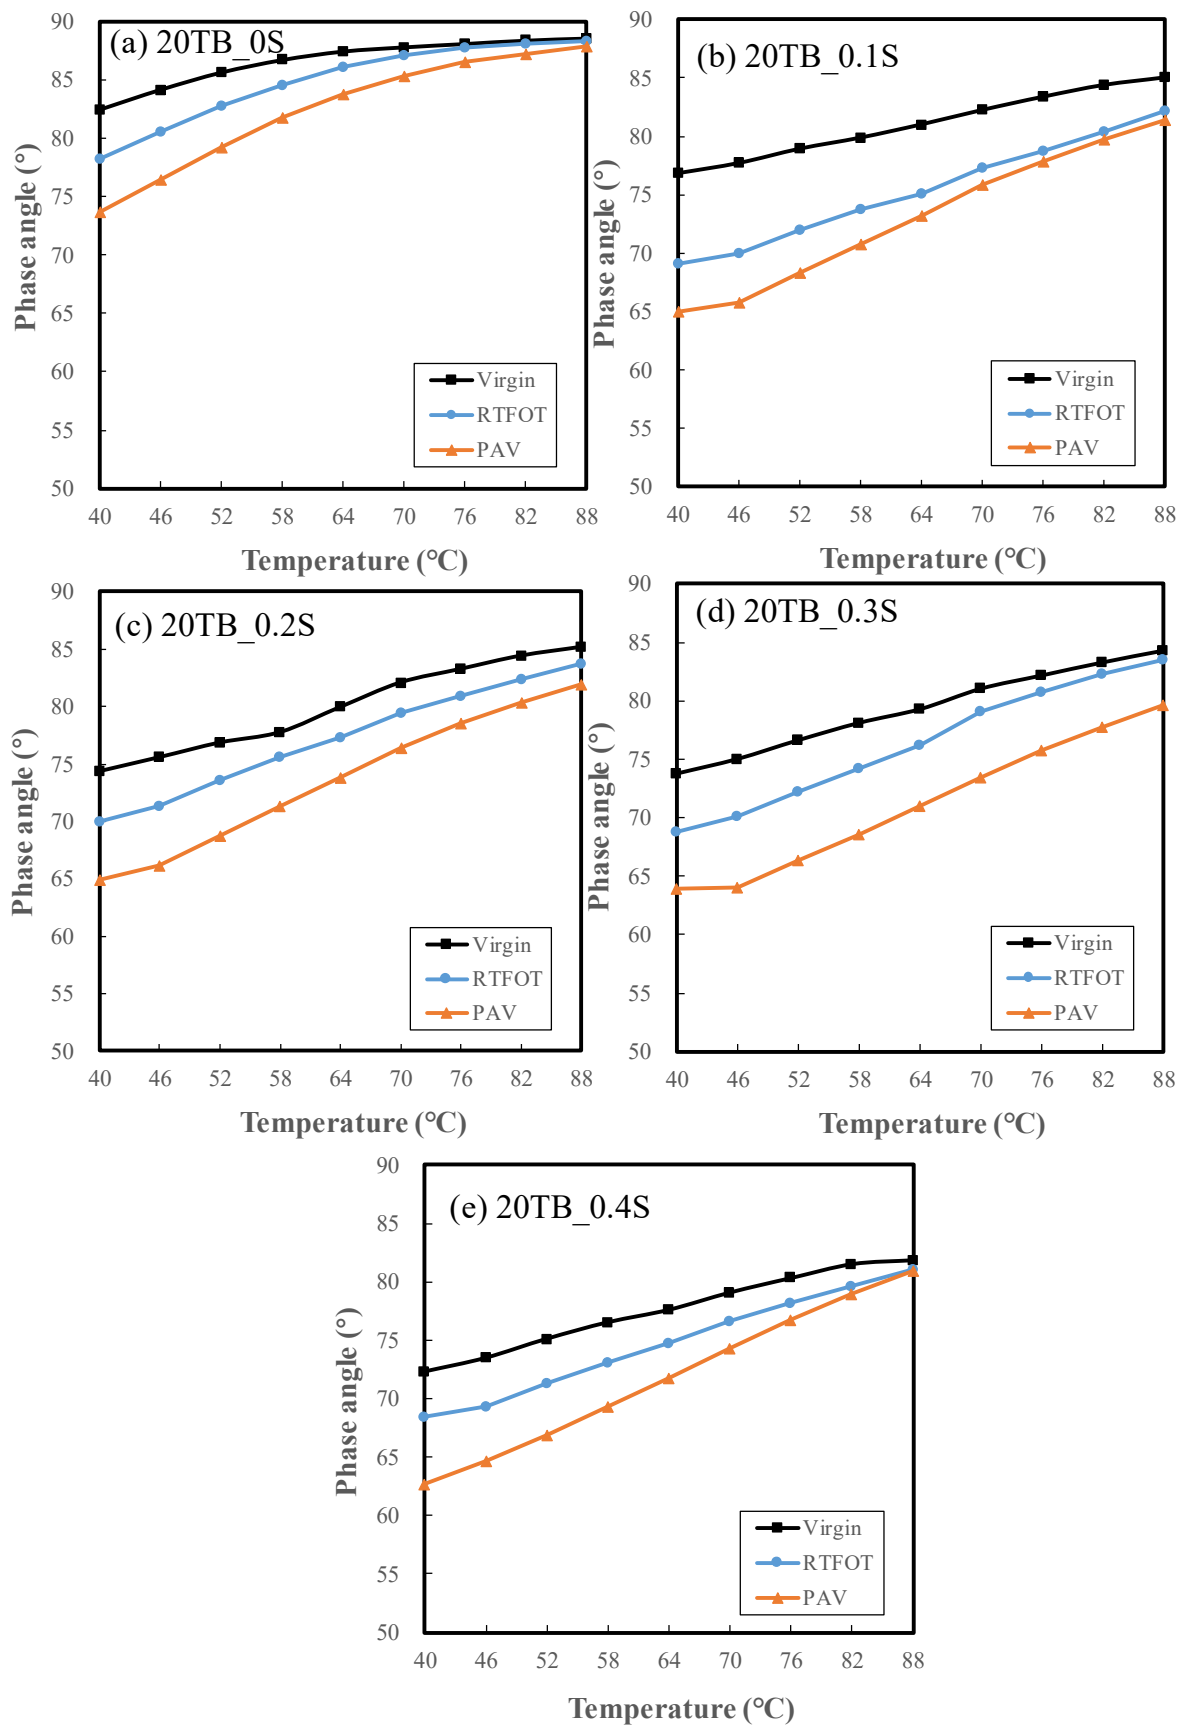 (a) 20TB_0S
Phase angle (°)
90
85
80
75
70
65
60
55
50
40 46 52 58 64 70 76 82 88
Temperature (℃)
Virgin
RTFOT
PAV
(b) 20TB_0.1S
Phase angle (°)
90
85
80
75
70
65
60
55
50
40 46 52 58 64 70 76 82 88
Temperature (℃)
Virgin
RTFOT
PAV
(c) 20TB_0.2S
Phase angle (°)
90
85
80
75
70
65
60
55
50
40 46 52 58 64 70 76 82 88
Temperature (℃)
Virgin
RTFOT
PAV
(d) 20TB_0.3S
Phase angle (°)
90
85
80
75
70
65
60
55
50
40 46 52 58 64 70 76 82 88
Temperature (℃)
Virgin
RTFOT
PAV
(e) 20TB_0.4S
Phase angle (°)
90
85
80
75
70
65
60
55
50
40 46 52 58 64 70 76 82 88
Temperature (℃)
Virgin
RTFOT
PAV